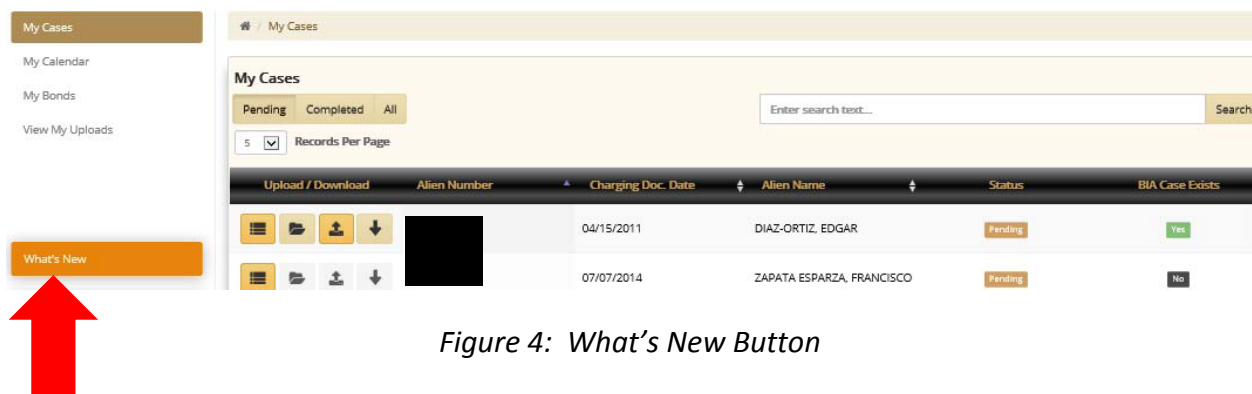 My Cases
My Calendar
My Bonds
View My Uploads
What's New
/ My Cases
My Cases
Pending Completed All
Enter search text... Search
5 Records Per Page
Upload / Download Alien Number Charging Doc. Date Alien Name Status BIA Case Exists
04/15/2011 DIAZ-ORTIZ, EDGAR Pending Yes
07/07/2014 ZAPATA ESPARZA, FRANCISCO Pending No
Figure 4: What’s New Button